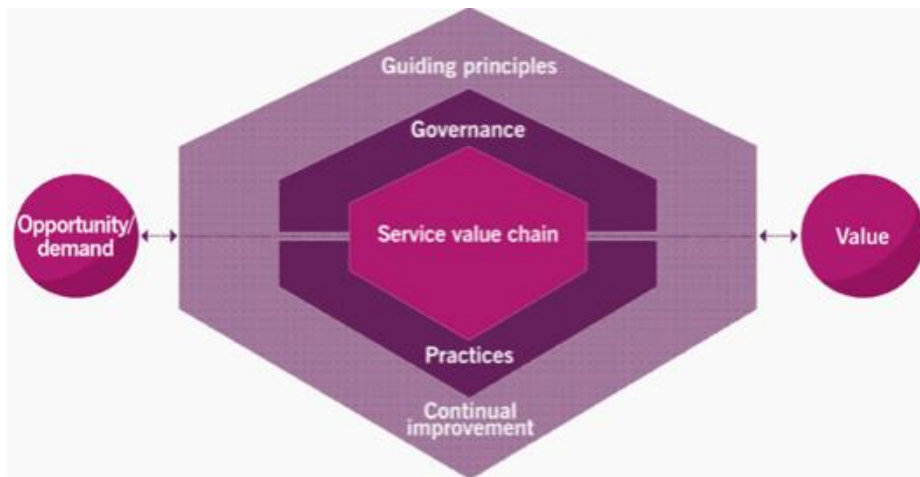 Guiding principles
Governance
Opportunity/
demand
Service value chain
Value
Practices
Continual
improvement